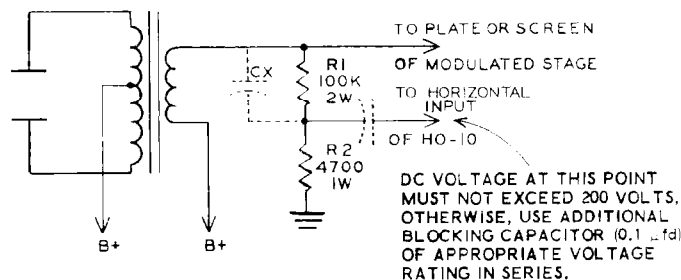 TO PLATE OR SCREEN
OF MODULATED STAGE
CX
R1
100K
2W
TO HORIZONTAL
INPUT
OF HO-10
R2
4700
1W
DC VOLTAGE AT THIS POINT
MUST NOT EXCEED 200 VOLTS,
OTHERWISE, USE ADDITIONAL
BLOCKING CAPACITOR (0.1 µfd)
OF APPROPRIATE VOLTAGE
RATING IN SERIES.
B+
B+